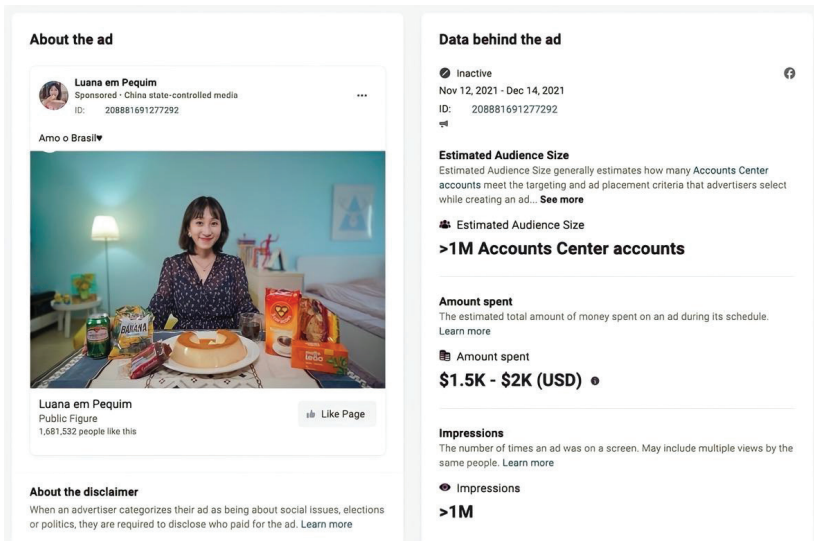 About the ad
Luana em Pequim
Sponsored · China state-controlled media
ID: 208881691277292
Amo o Brasil♥
BANANA
Luana em Pequim
Public Figure
1,681,532 people like this
Like Page
About the disclaimer
When an advertiser categorizes their ad as being about social issues, elections
or politics, they are required to disclose who paid for the ad. Learn more
Data behind the ad
Inactive
Nov 12, 2021 - Dec 14, 2021
ID: 208881691277292
Estimated Audience Size
Estimated Audience Size generally estimates how many Accounts Center
accounts meet the targeting and ad placement criteria that advertisers select
while creating an ad... See more
Estimated Audience Size
>1M Accounts Center accounts
Amount spent
The estimated total amount of money spent on an ad during its schedule.
Learn more
Amount spent
$1.5K - $2K (USD)
Impressions
The number of times an ad was on a screen. May include multiple views by the
same people. Learn more
Impressions
>1M